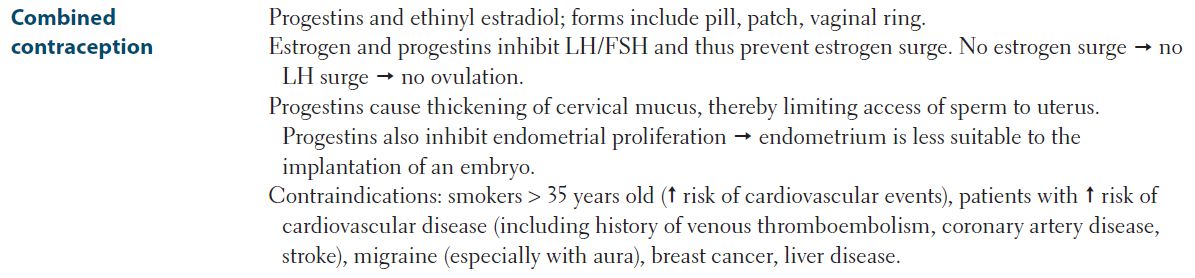 Combined
contraception
Progestins and ethinyl estradiol; forms include pill, patch, vaginal ring.
Estrogen and progestins inhibit LH/FSH and thus prevent estrogen surge. No estrogen surge → no
LH surge → no ovulation.
Progestins cause thickening of cervical mucus, thereby limiting access of sperm to uterus.
Progestins also inhibit endometrial proliferation → endometrium is less suitable to the
implantation of an embryo.
Contraindications: smokers > 35 years old (↑ risk of cardiovascular events), patients with ↑ risk of
cardiovascular disease (including history of venous thromboembolism, coronary artery disease,
stroke), migraine (especially with aura), breast cancer, liver disease.